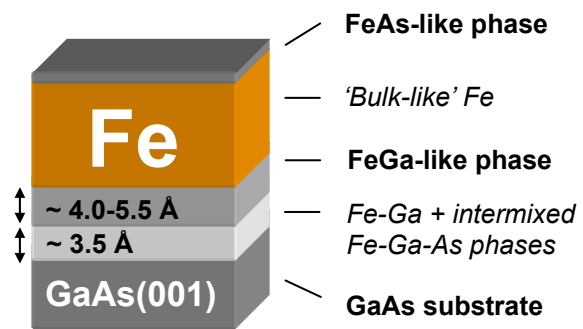 FeAs-like phase
‘Bulk-like’ Fe
Fe
FeGa-like phase
~ 4.0-5.5 Å
Fe-Ga + intermixed
~ 3.5 Å
Fe-Ga-As phases
GaAs(001)
GaAs substrate